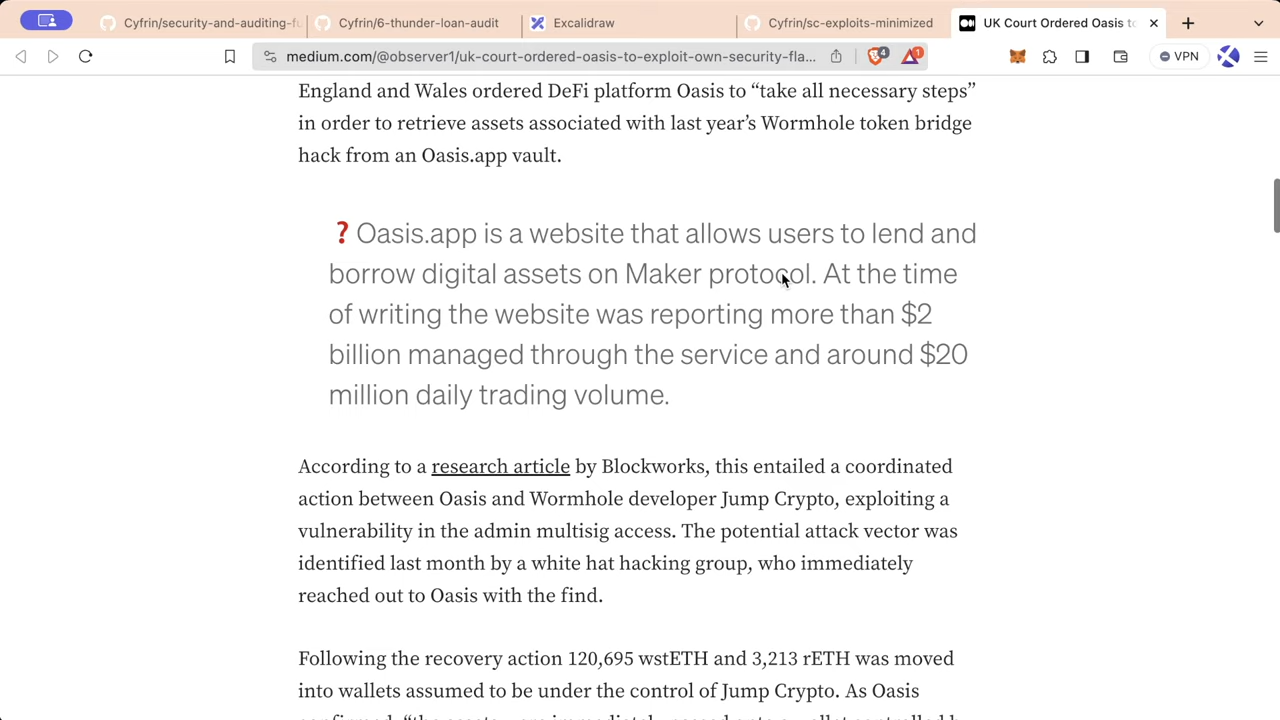 Cyfrin/security-and-auditing-fu
Cyfrin/6-thunder-loan-audit
Excalidraw
Cyfrin/sc-exploits-minimized
UK Court Ordered Oasis to
medium.com/@observer1/uk-court-ordered-oasis-to-exploit-own-security-fla...
4
1
VPN
England and Wales ordered DeFi platform Oasis to “take all necessary steps”
in order to retrieve assets associated with last year’s Wormhole token bridge
hack from an Oasis.app vault.
❓ Oasis.app is a website that allows users to lend and
borrow digital assets on Maker protocol. At the time
of writing the website was reporting more than $2
billion managed through the service and around $20
million daily trading volume.
According to a research article by Blockworks, this entailed a coordinated
action between Oasis and Wormhole developer Jump Crypto, exploiting a
vulnerability in the admin multisig access. The potential attack vector was
identified last month by a white hat hacking group, who immediately
reached out to Oasis with the find.
Following the recovery action 120,695 wstETH and 3,213 rETH was moved
into wallets assumed to be under the control of Jump Crypto. As Oasis